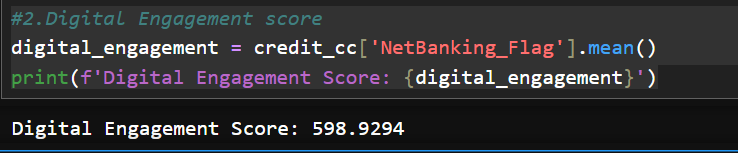 #2.Digital Engagement score
digital_engagement = credit_cc['NetBanking_Flag'].mean()
print(f'Digital Engagement Score: {digital_engagement}')
Digital Engagement Score: 598.9294